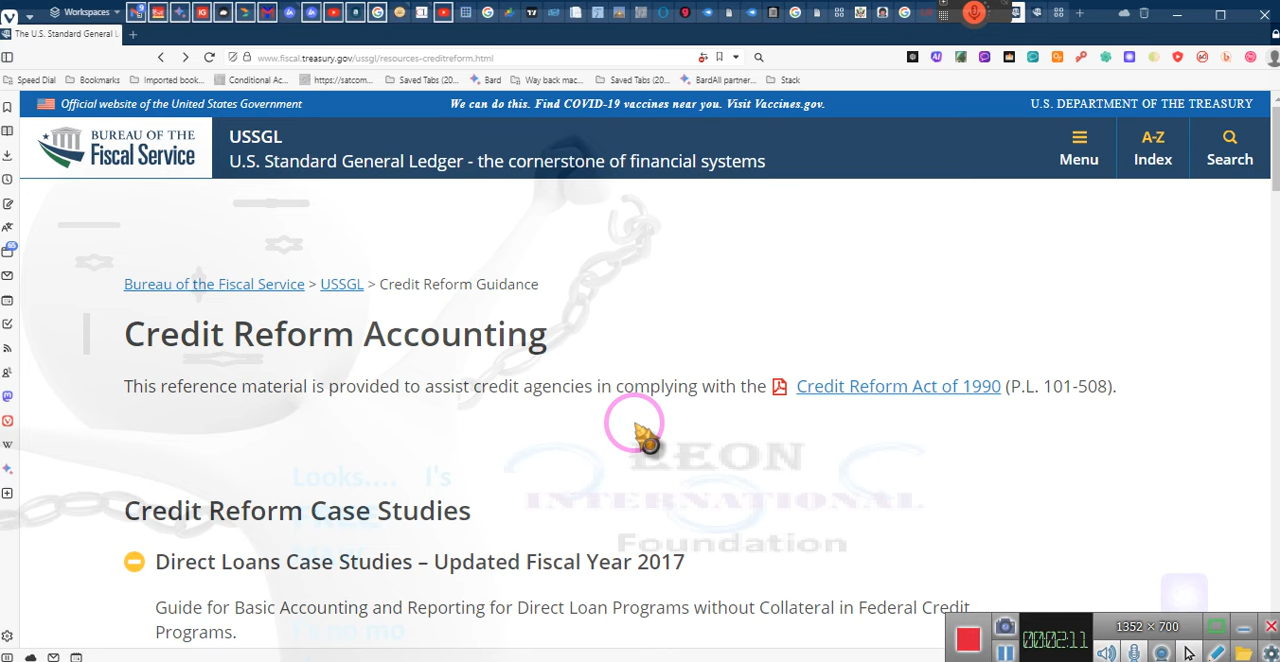 Workspaces
The U.S. Standard General L
www.fiscal.treasury.gov/ussgl/resources-creditreform.html
Speed Dial Bookmarks Imported book... Conditional Ac... https://satcom... Saved Tabs (20... Bard Way back mac... Saved Tabs (20... BardAll partner... Stack
Official website of the United States Government We can do this. Find COVID-19 vaccines near you. Visit Vaccines.gov. U.S. DEPARTMENT OF THE TREASURY
BUREAU OF THE
Fiscal Service
USSGL
U.S. Standard General Ledger - the cornerstone of financial systems
Menu
A-Z
Index
Search
Bureau of the Fiscal Service > USSGL > Credit Reform Guidance
Credit Reform Accounting
This reference material is provided to assist credit agencies in complying with the Credit Reform Act of 1990 (P.L. 101-508).
LEON
INTERNATIONAL
Foundation
Looks.... I's
Credit Reform Case Studies
Direct Loans Case Studies – Updated Fiscal Year 2017
Guide for Basic Accounting and Reporting for Direct Loan Programs without Collateral in Federal Credit
Programs.
I's no mo
1352 × 700
00:02:11